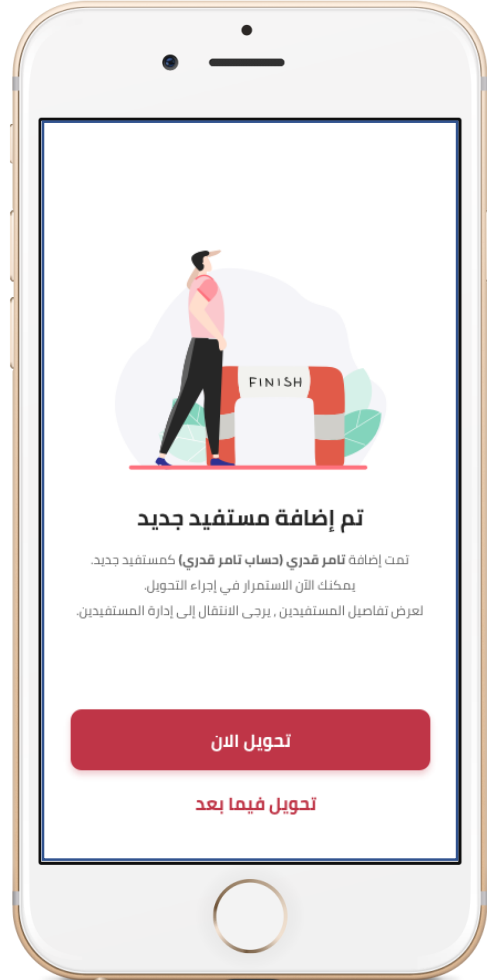 FINISH
تم إضافة مستفيد جديد
تمت إضافة تامر قدري (حساب تامر قدري) كمستفيد جديد.
يمكنك الآن الاستمرار في إجراء التحويل.
لعرض تفاصيل المستفيدين , يرجى الانتقال إلى إدارة المستفيدين.
تحويل الان
تحويل فيما بعد